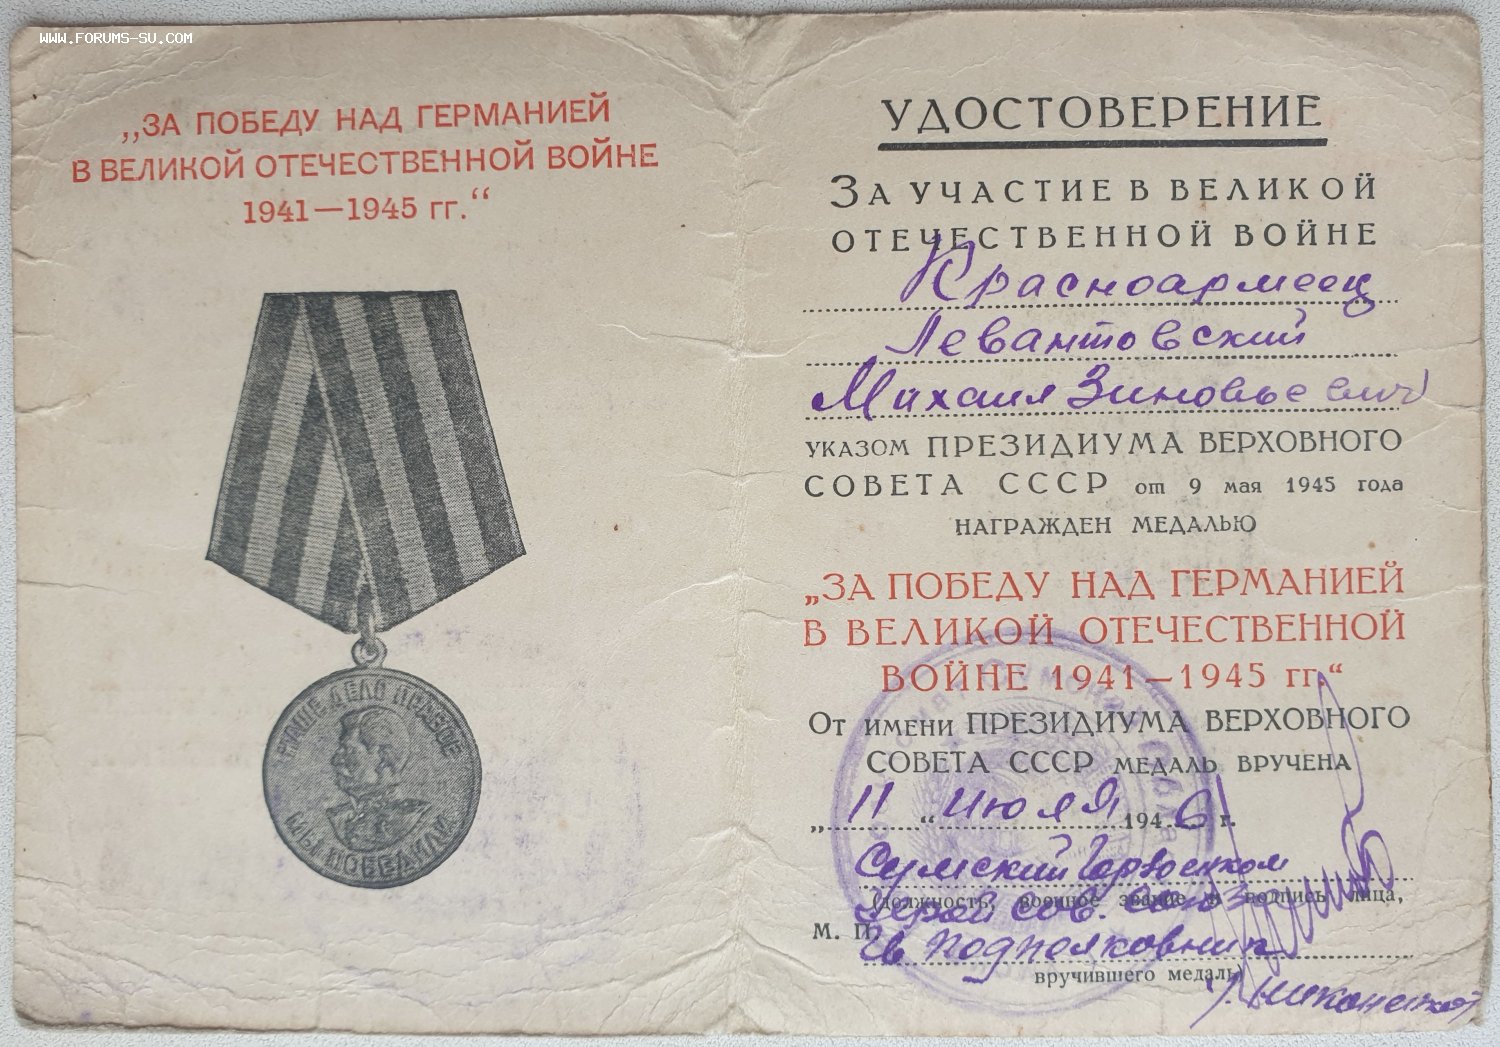 www.forums-su.com
„ЗА ПОБЕДУ НАД ГЕРМАНИЕЙ
В ВЕЛИКОЙ ОТЕЧЕСТВЕННОЙ ВОЙНЕ
1941—1945 гг.“
НАШЕ ДЕЛО ПРАВОЕ
МЫ ПОБЕДИЛИ
УДОСТОВЕРЕНИЕ
ЗА УЧАСТИЕ В ВЕЛИКОЙ
ОТЕЧЕСТВЕННОЙ ВОЙНЕ
Красноармеец
Левантовский
Михаил Зиновьевич
УКАЗОМ ПРЕЗИДИУМА ВЕРХОВНОГО
СОВЕТА СССР от 9 мая 1945 года
НАГРАЖДЕН МЕДАЛЬЮ
„ЗА ПОБЕДУ НАД ГЕРМАНИЕЙ
В ВЕЛИКОЙ ОТЕЧЕСТВЕННОЙ
ВОЙНЕ 1941—1945 гг.“
От имени ПРЕЗИДИУМА ВЕРХОВНОГО
СОВЕТА СССР МЕДАЛЬ ВРУЧЕНА
„11“ июля 1946 г.
Сумский Горвоенком
(должность, военное звание и подпись лица,
Герой Сов. Союза
М. П.
Гв подполковник
вручившего медаль)